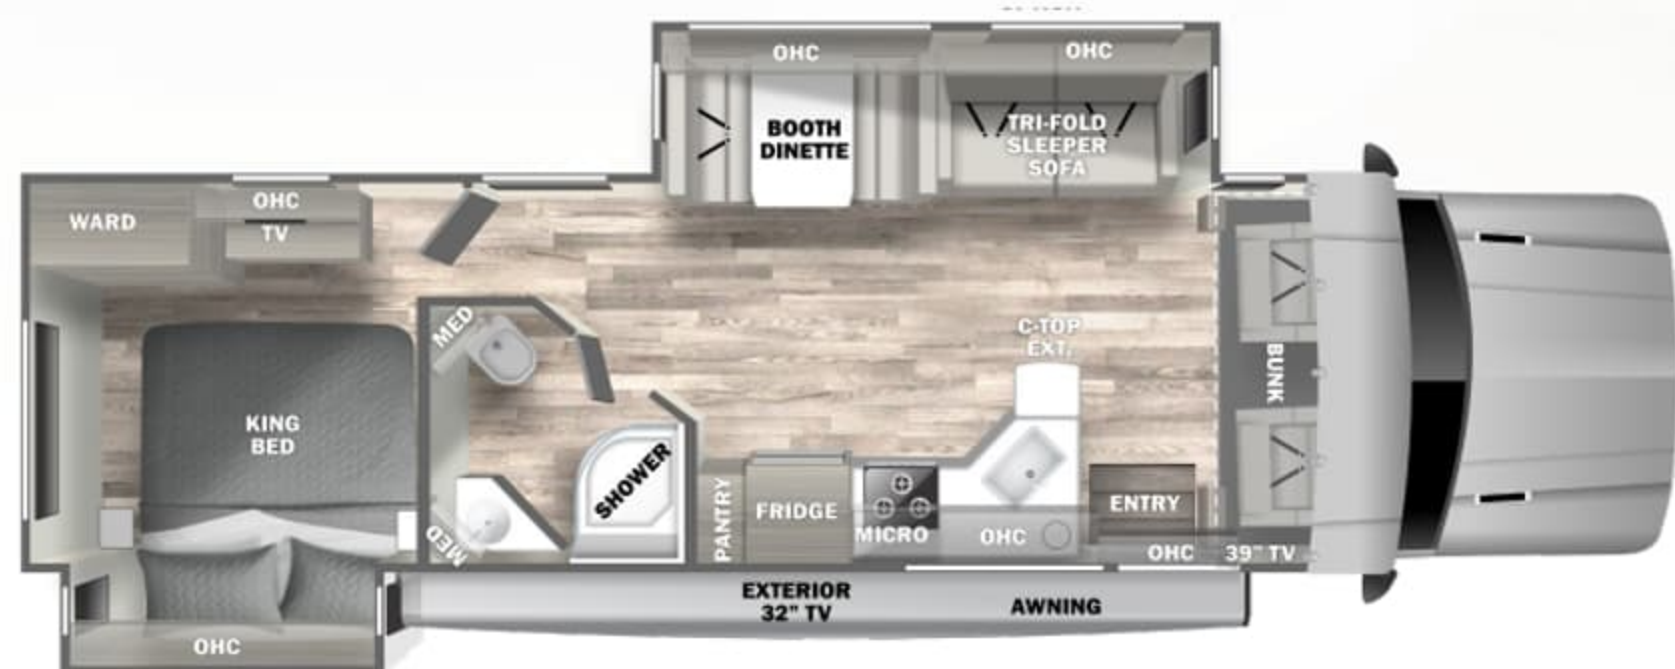 OHC
OHC
BOOTH
DINETTE
TRI-FOLD
SLEEPER
SOFA
WARD
OHC
TV
MED
C-TOP
EXT.
BUNK
KING
BED
SHOWER
PANTRY
FRIDGE
MICRO
OHC
ENTRY
MED
OHC
39" TV
EXTERIOR
32" TV
AWNING
OHC